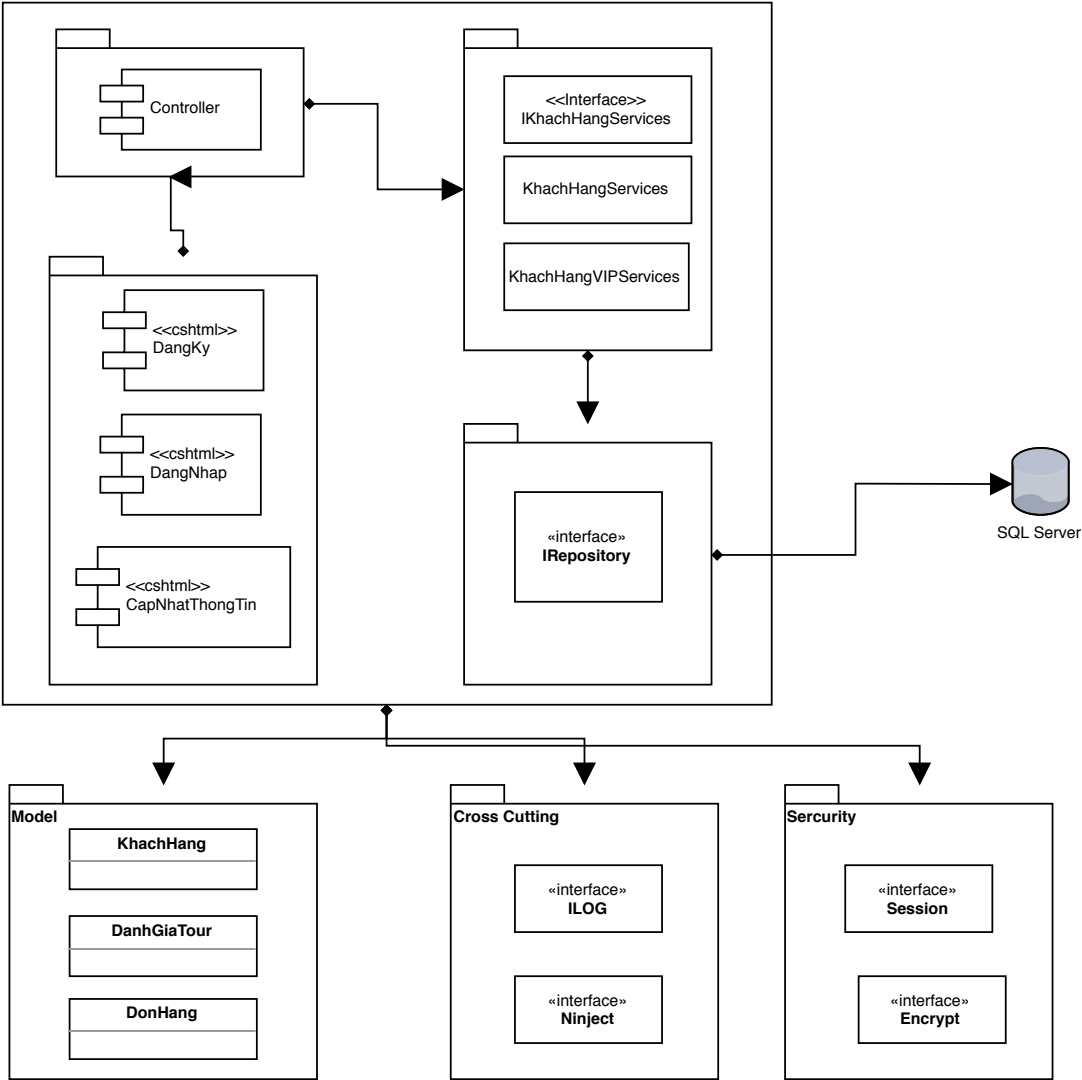 Controller
<<Interface>>
IKhachHangServices
KhachHangServices
KhachHangVIPServices
<<cshtml>>
DangKy
<<cshtml>>
DangNhap
<<cshtml>>
CapNhatThongTin
«interface»
IRepository
SQL Server
Model
KhachHang
DanhGiaTour
DonHang
Cross Cutting
«interface»
ILOG
«interface»
Ninject
Sercurity
«interface»
Session
«interface»
Encrypt